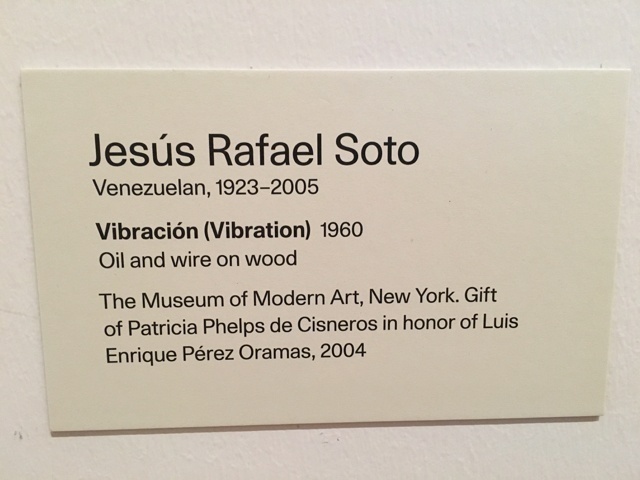 Jesús Rafael Soto
Venezuelan, 1923–2005
Vibración (Vibration) 1960
Oil and wire on wood
The Museum of Modern Art, New York. Gift
of Patricia Phelps de Cisneros in honor of Luis
Enrique Pérez Oramas, 2004